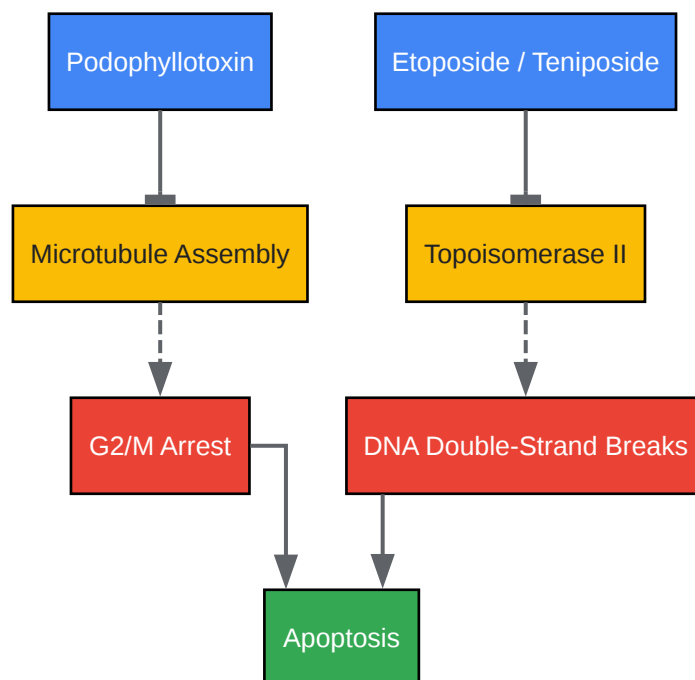 Podophyllotoxin
Etoposide / Teniposide
Microtubule Assembly
Topoisomerase II
G2/M Arrest
DNA Double-Strand Breaks
Apoptosis